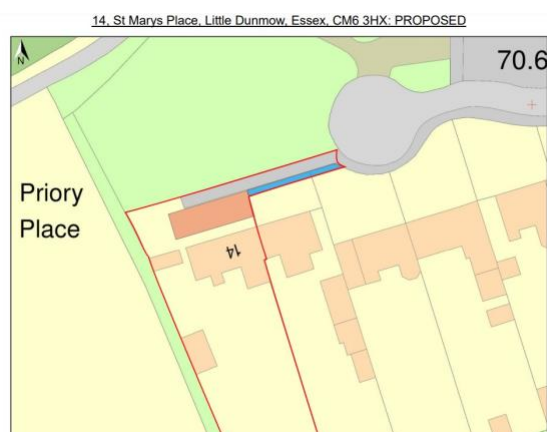 14, St Marys Place, Little Dunmow, Essex, CM6 3HX: PROPOSED
N
70.6
Priory
Place
14